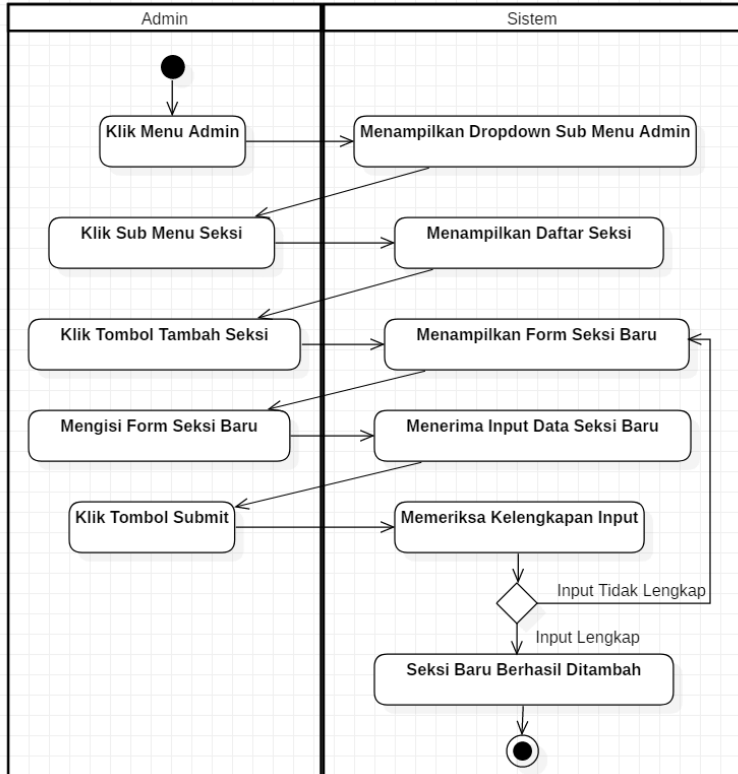 Admin
Sistem
Klik Menu Admin
Menampilkan Dropdown Sub Menu Admin
Klik Sub Menu Seksi
Menampilkan Daftar Seksi
Klik Tombol Tambah Seksi
Menampilkan Form Seksi Baru
Mengisi Form Seksi Baru
Menerima Input Data Seksi Baru
Klik Tombol Submit
Memeriksa Kelengkapan Input
Input Tidak Lengkap
Input Lengkap
Seksi Baru Berhasil Ditambah